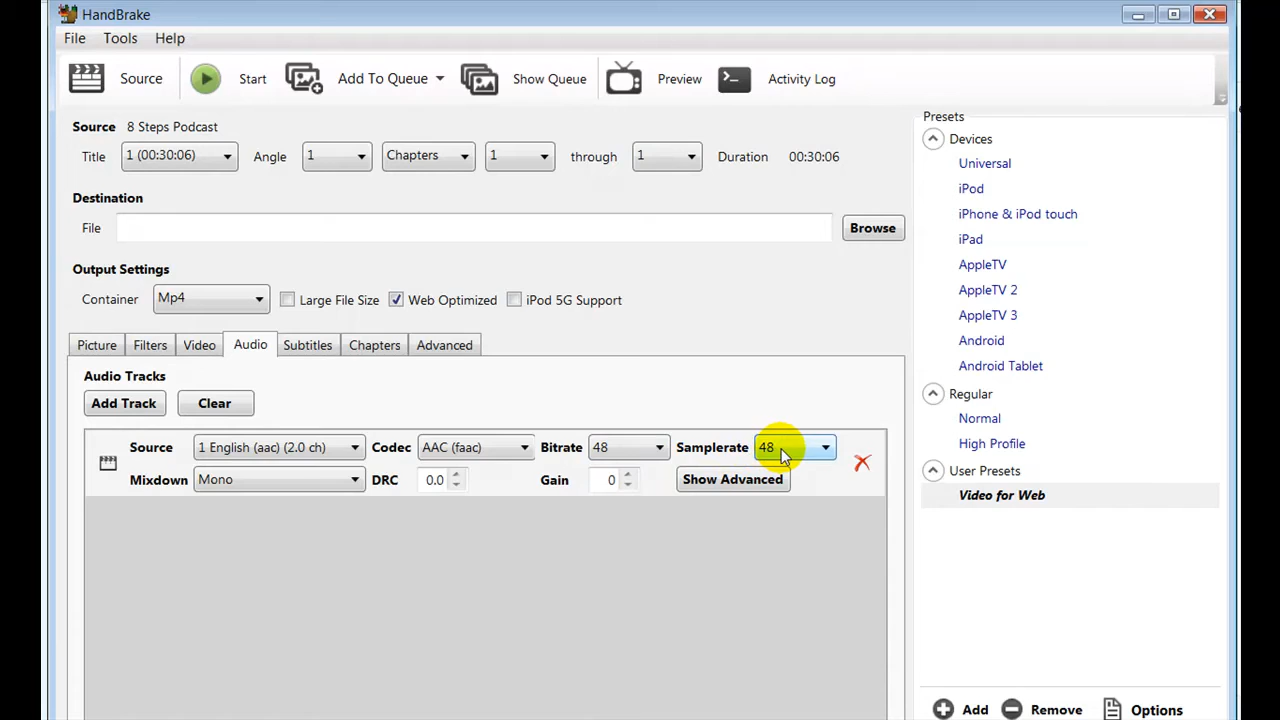 HandBrake
File Tools Help
Source Start Add To Queue Show Queue Preview Activity Log
Source 8 Steps Podcast
Title 1 (00:30:06) Angle 1 Chapters 1 through 1 Duration 00:30:06
Destination
File Browse
Output Settings
Container Mp4 Large File Size Web Optimized iPod 5G Support
Picture Filters Video Audio Subtitles Chapters Advanced
Audio Tracks
Add Track Clear
Source 1 English (aac) (2.0 ch) Codec AAC (faac) Bitrate 48 Samplerate 48
Mixdown Mono DRC 0.0 Gain 0 Show Advanced
Presets
Devices
Universal
iPod
iPhone & iPod touch
iPad
AppleTV
AppleTV 2
AppleTV 3
Android
Android Tablet
Regular
Normal
High Profile
User Presets
Video for Web
Add Remove Options